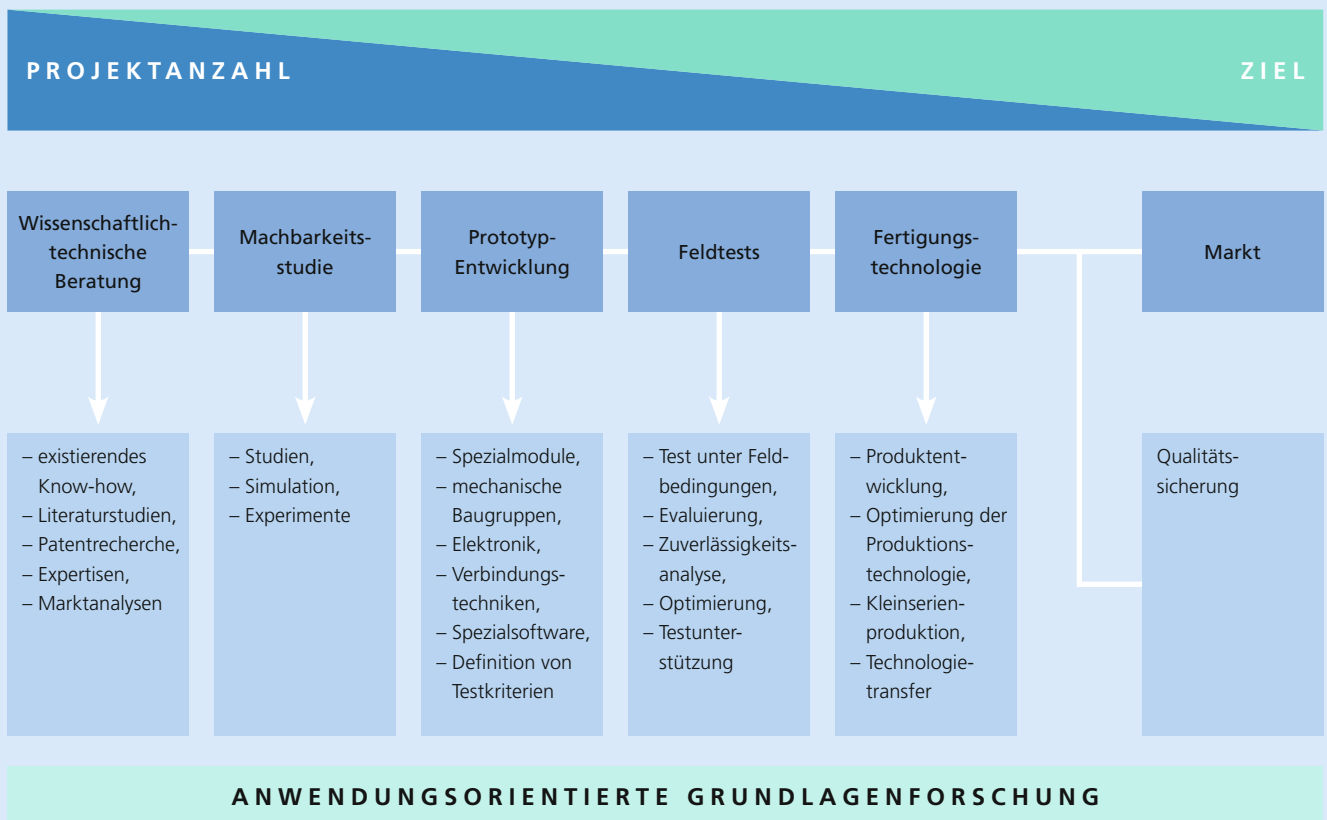 PROJEKTANZAHL
ZIEL
Wissenschaftlich-
technische
Beratung
Machbarkeits-
studie
Prototyp-
Entwicklung
Feldtests
Fertigungs-
technologie
Markt
– existierendes
Know-how,
– Literaturstudien,
– Patentrecherche,
– Expertisen,
– Marktanalysen
– Studien,
– Simulation,
– Experimente
– Spezialmodule,
– mechanische
Baugruppen,
– Elektronik,
– Verbindungs-
techniken,
– Spezialsoftware,
– Definition von
Testkriterien
– Test unter Feld-
bedingungen,
– Evaluierung,
– Zuverlässigkeits-
analyse,
– Optimierung,
– Testunter-
stützung
– Produktent-
wicklung,
– Optimierung der
Produktions-
technologie,
– Kleinserien-
produktion,
– Technologie-
transfer
Qualitäts-
sicherung
ANWENDUNGSORIENTIERTE GRUNDLAGENFORSCHUNG